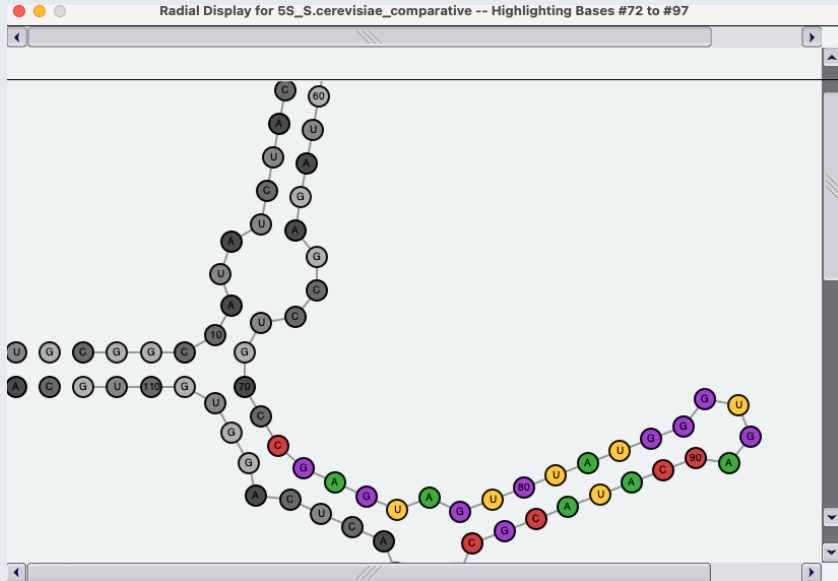 Radial Display for 5S_S.cerevisiae_comparative -- Highlighting Bases #72 to #97
C 60
A U
U A
C G
U A
A G
U C
A U C
10
U G C G G C G
A C G U 110 G 70
U C G U
G C G G G
G G A U A U 90 A
A G U A G U 80 A C A
C U A U
C G C
A C